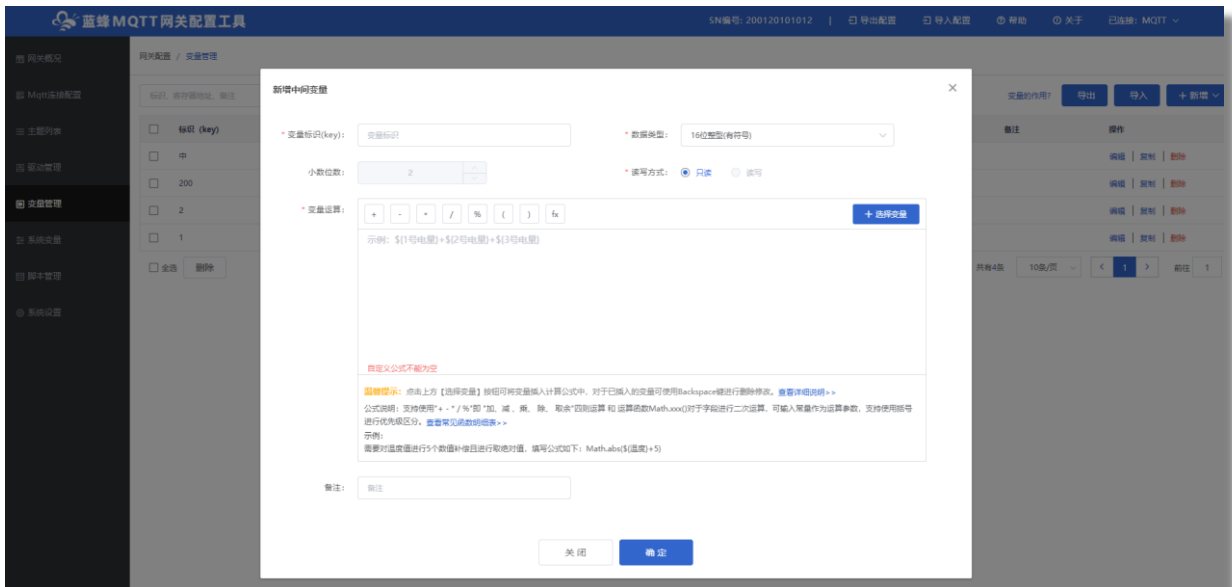 蓝蜂MQTT网关配置工具
SN编号: 200120101012 | 导出配置 导入配置 帮助 关于 已连接: MQTT
网关概况
Mqtt连接配置
主题列表
驱动管理
变量管理
系统变量
脚本管理
系统设置
网关配置 / 变量管理
标识, 寄存器地址, 备注
变量的作用? 导出 导入 + 新增
标识 (key) 备注 操作
中 编辑 | 复制 | 删除
200 编辑 | 复制 | 删除
2 编辑 | 复制 | 删除
1 编辑 | 复制 | 删除
全选 删除 共有4条 10条/页 < 1 > 前往 1
新增中间变量
* 变量标识(key): 变量标识 * 数据类型: 16位整型(有符号)
小数位数: 2 * 读写方式: 只读 读写
* 变量运算: + - * / % ( ) fx + 选择变量
示例: ${1号电量}+${2号电量}+${3号电量}
自定义公式不能为空
温馨提示: 点击上方【选择变量】按钮可将变量插入计算公式中, 对于已插入的变量可使用Backspace键进行删除修改。查看详细说明>>
公式说明: 支持使用"+ - * / %"即 "加、减 、乘、 除、 取余"四则运算 和 运算函数Math.xxx()对于字段进行二次运算, 可输入常量作为运算参数, 支持使用括号
进行优先级区分。查看常见函数明细表>>
示例:
需要对温度值进行5个数值补偿且进行取绝对值, 填写公式如下: Math.abs(${温度}+5)
备注: 备注
关 闭 确 定